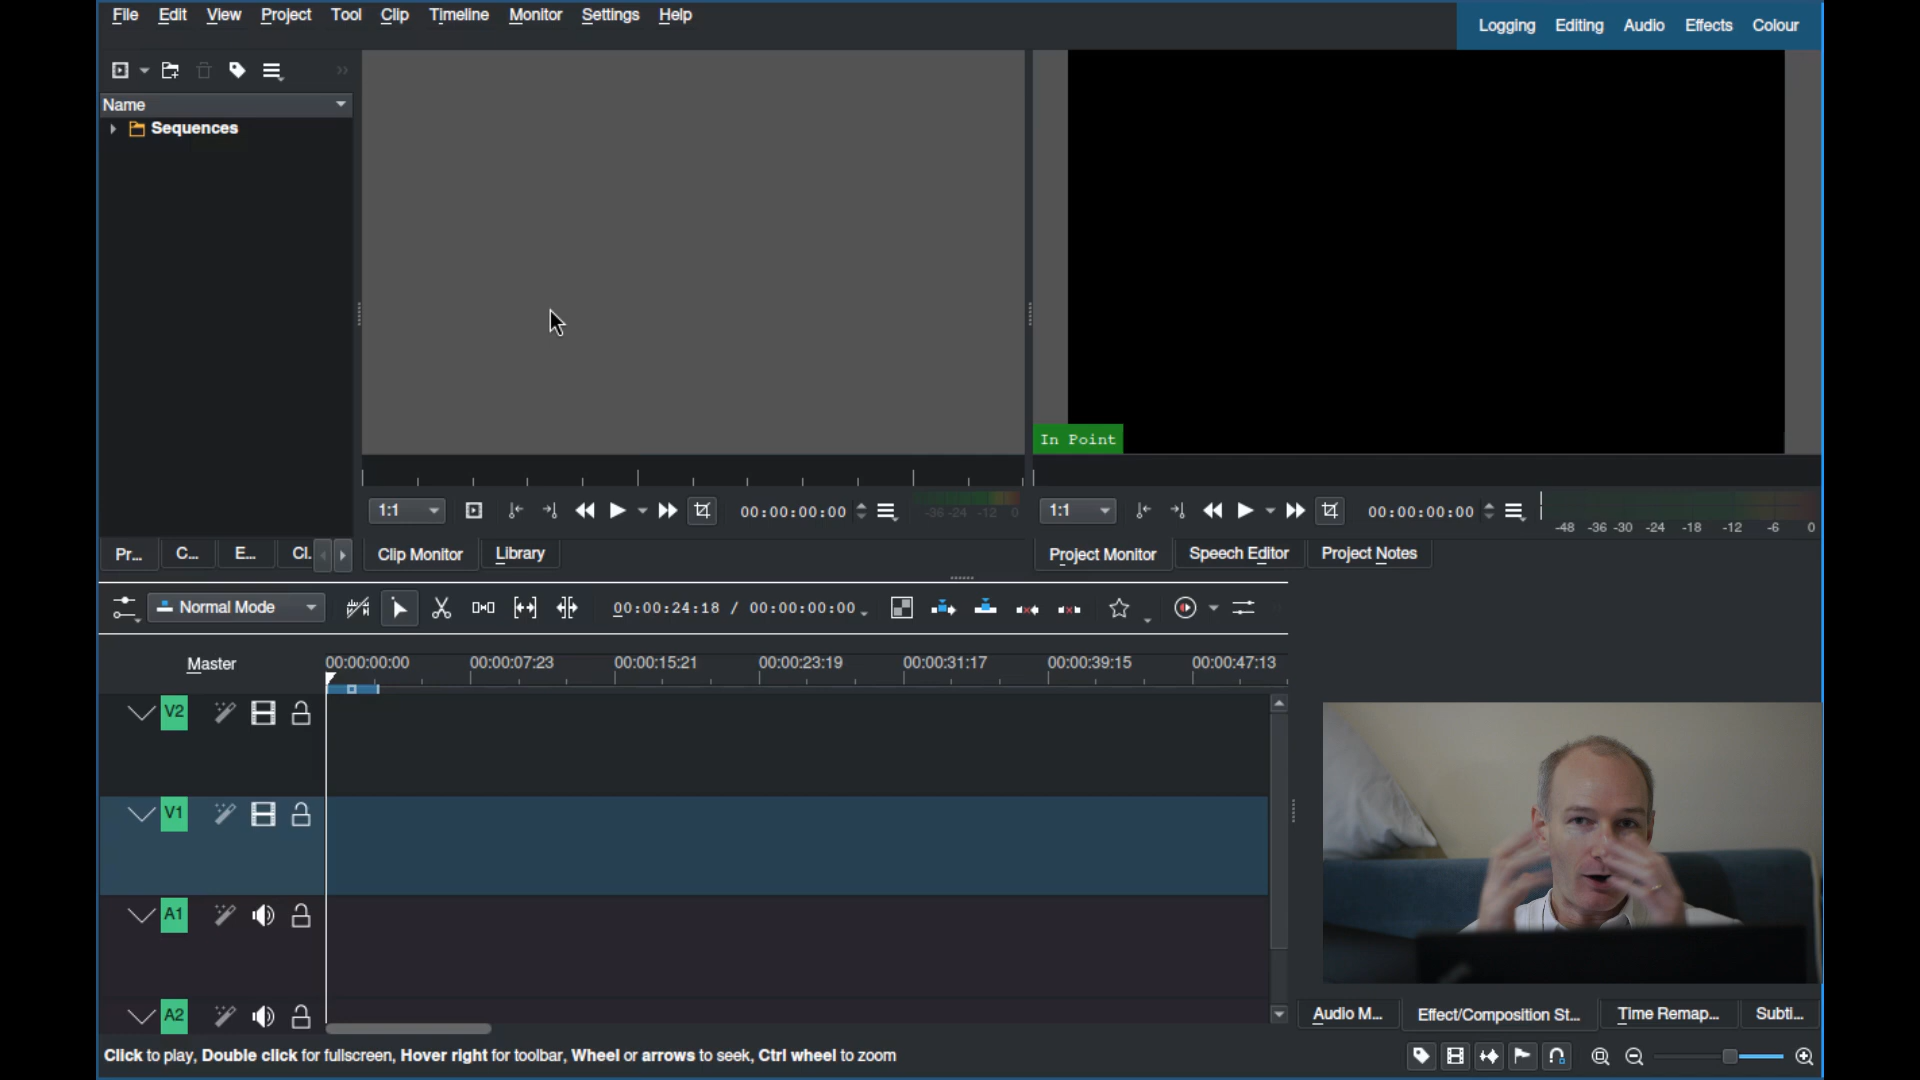 File Edit View Project Tool Clip Timeline Monitor Settings Help
Logging Editing Audio Effects Colour
Name
Sequences
In Point
1:1
00:00:00:00
-36 -24 -12 0
1:1
00:00:00:00
-48 -36 -30 -24 -18 -12 -6 0
Pr... C... E... Cl.
Clip Monitor Library
Project Monitor Speech Editor Project Notes
Normal Mode
00:00:24:18 / 00:00:00:00
Master
00:00:00:00 00:00:07:23 00:00:15:21 00:00:23:19 00:00:31:17 00:00:39:15 00:00:47:13
V2
V1
A1
A2
Audio M... Effect/Composition St... Time Remap... Subti...
Click to play, Double click for fullscreen, Hover right for toolbar, Wheel or arrows to seek, Ctrl wheel to zoom